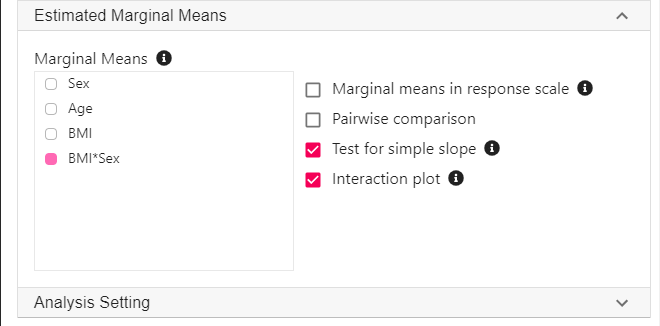 Estimated Marginal Means
Marginal Means
Sex
Age
BMI
BMI*Sex
Marginal means in response scale
Pairwise comparison
Test for simple slope
Interaction plot
Analysis Setting